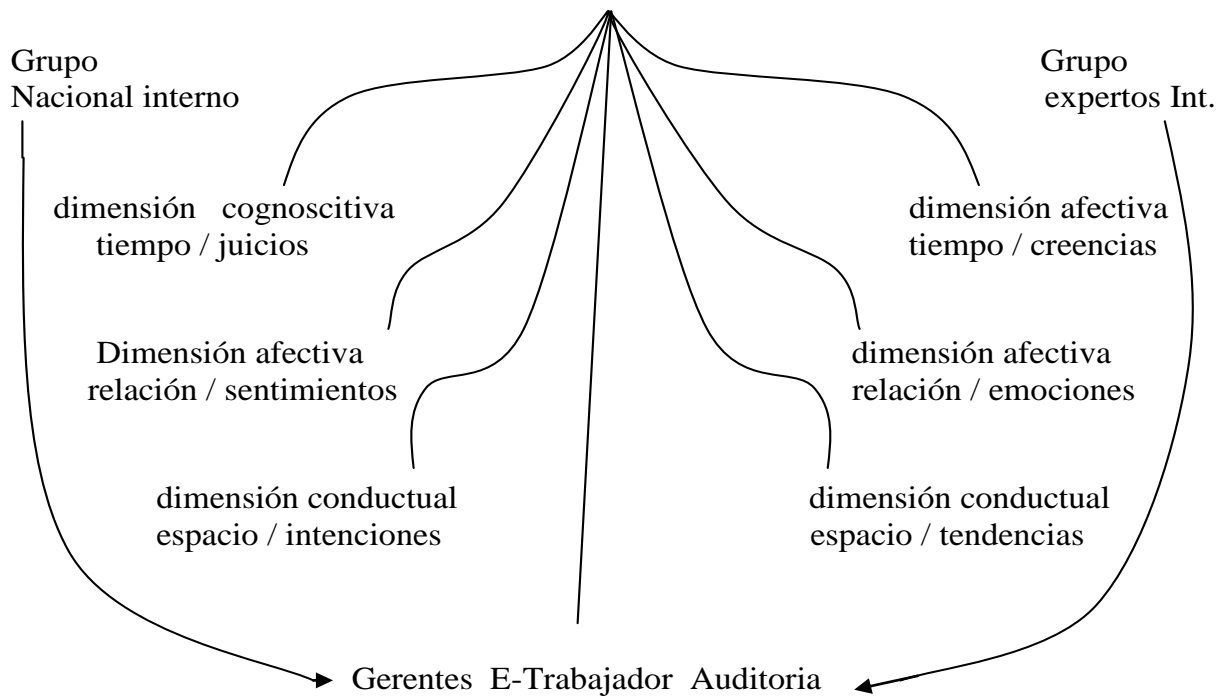 Grupo
Nacional interno
Grupo
expertos Int.
dimensión cognoscitiva
tiempo / juicios
dimensión afectiva
tiempo / creencias
Dimensión afectiva
relación / sentimientos
dimensión afectiva
relación / emociones
dimensión conductual
espacio / intenciones
dimensión conductual
espacio / tendencias
Gerentes E-Trabajador Auditoria